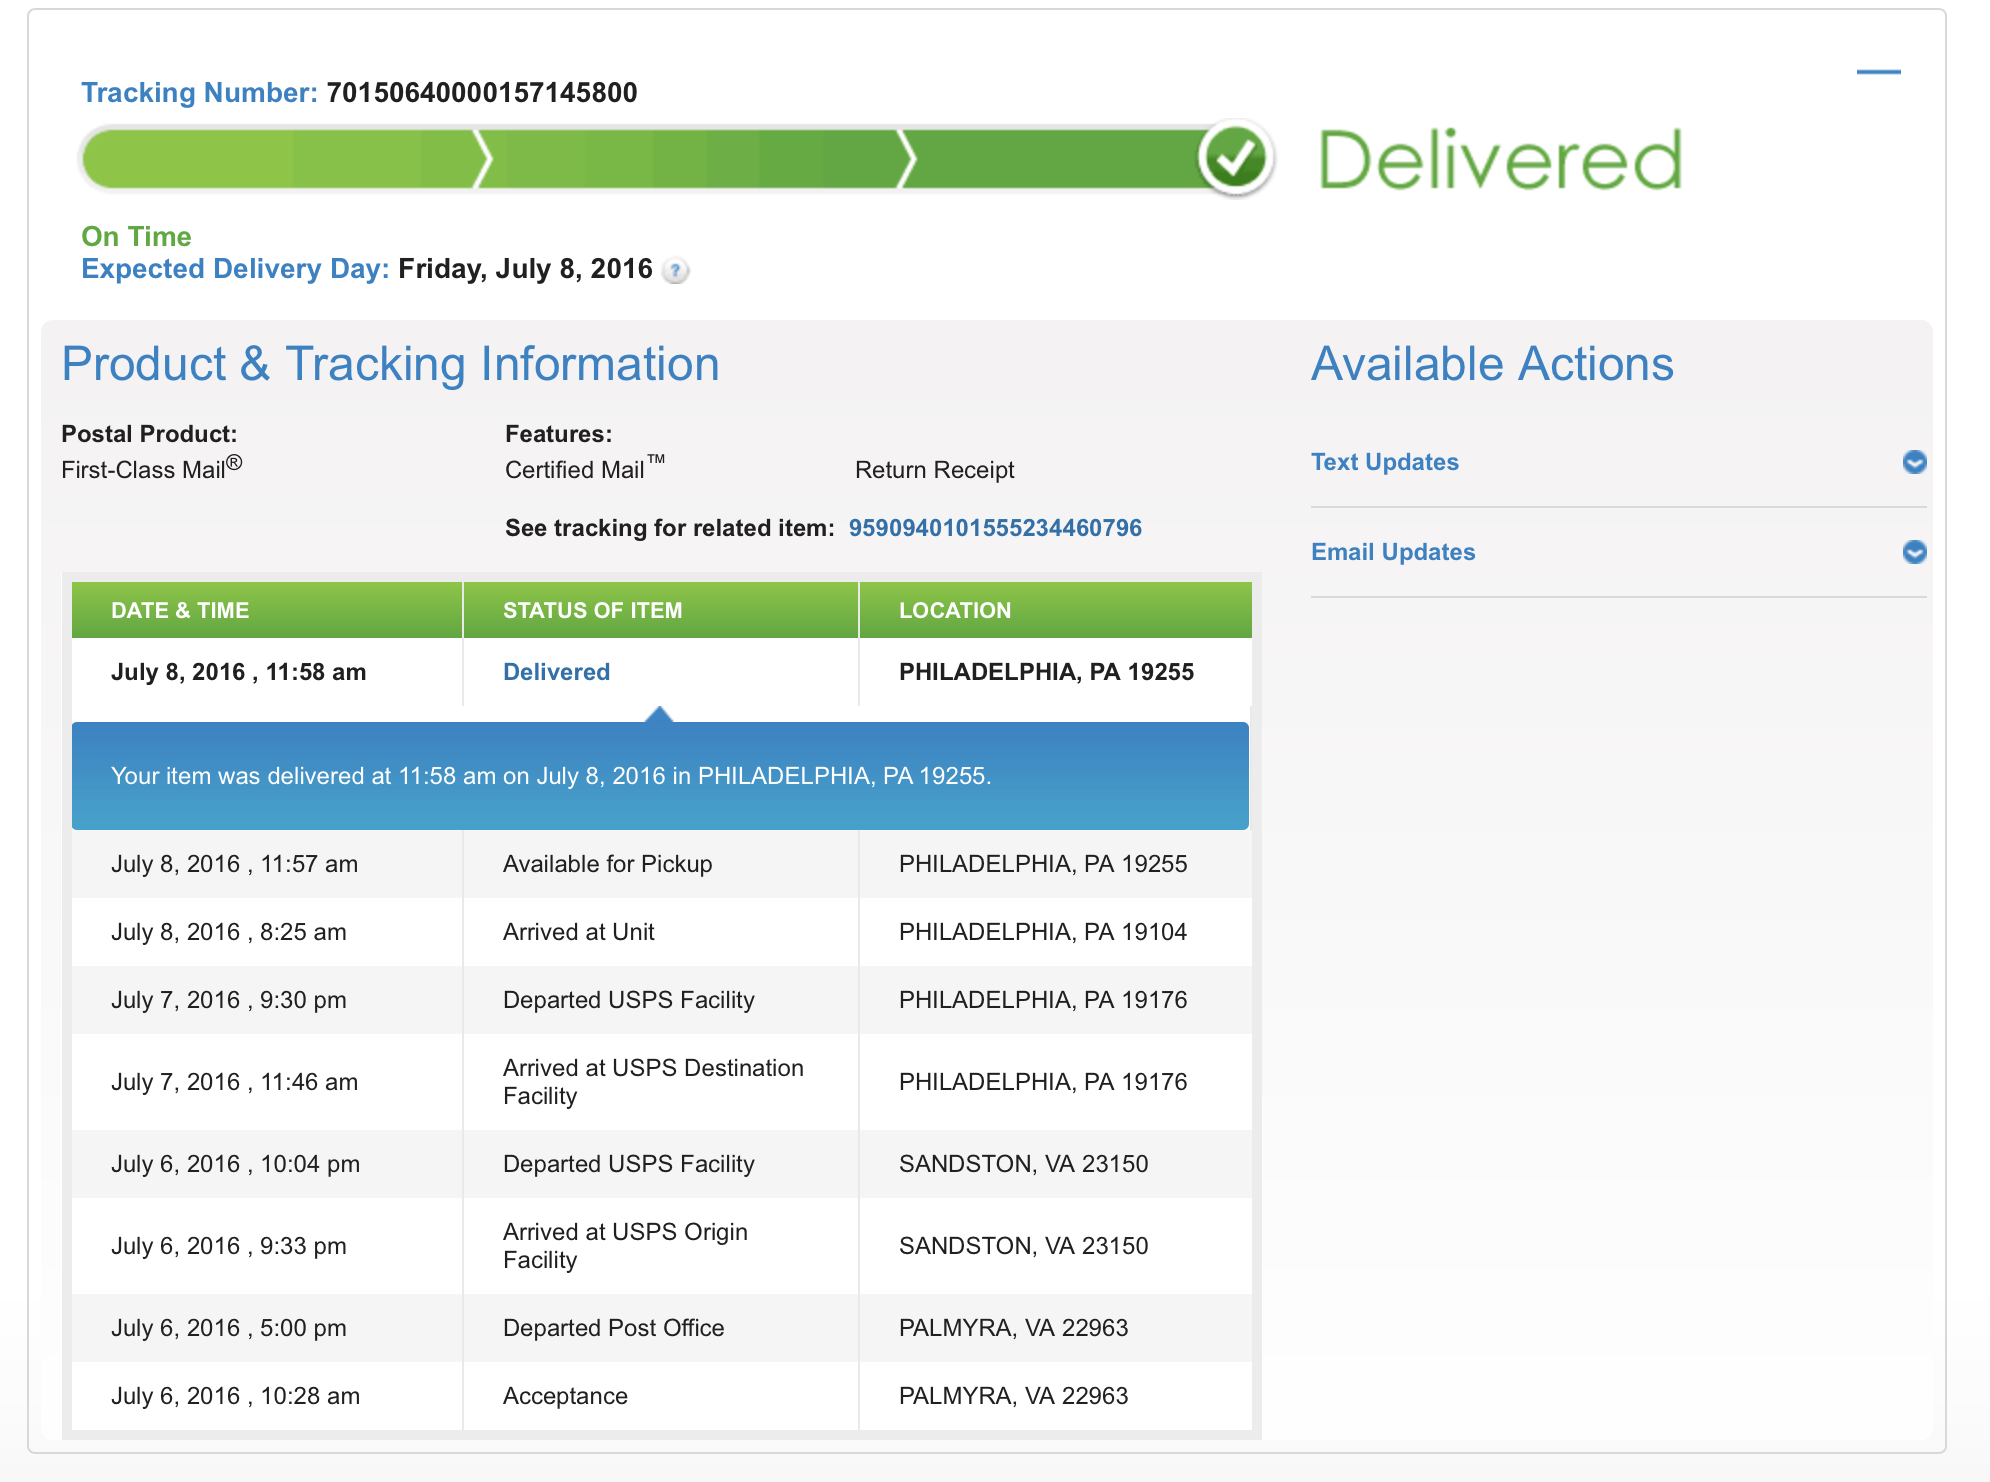 Tracking Number: 70150640000157145800
Delivered
On Time
Expected Delivery Day: Friday, July 8, 2016 ?
Product & Tracking Information
Postal Product:
First-Class Mail®
Features:
Certified Mail™ Return Receipt
See tracking for related item: 9590940101555234460796
DATE & TIME STATUS OF ITEM LOCATION
July 8, 2016 , 11:58 am Delivered PHILADELPHIA, PA 19255
Your item was delivered at 11:58 am on July 8, 2016 in PHILADELPHIA, PA 19255.
July 8, 2016 , 11:57 am Available for Pickup PHILADELPHIA, PA 19255
July 8, 2016 , 8:25 am Arrived at Unit PHILADELPHIA, PA 19104
July 7, 2016 , 9:30 pm Departed USPS Facility PHILADELPHIA, PA 19176
July 7, 2016 , 11:46 am Arrived at USPS Destination
Facility PHILADELPHIA, PA 19176
July 6, 2016 , 10:04 pm Departed USPS Facility SANDSTON, VA 23150
July 6, 2016 , 9:33 pm Arrived at USPS Origin
Facility SANDSTON, VA 23150
July 6, 2016 , 5:00 pm Departed Post Office PALMYRA, VA 22963
July 6, 2016 , 10:28 am Acceptance PALMYRA, VA 22963
Available Actions
Text Updates
Email Updates